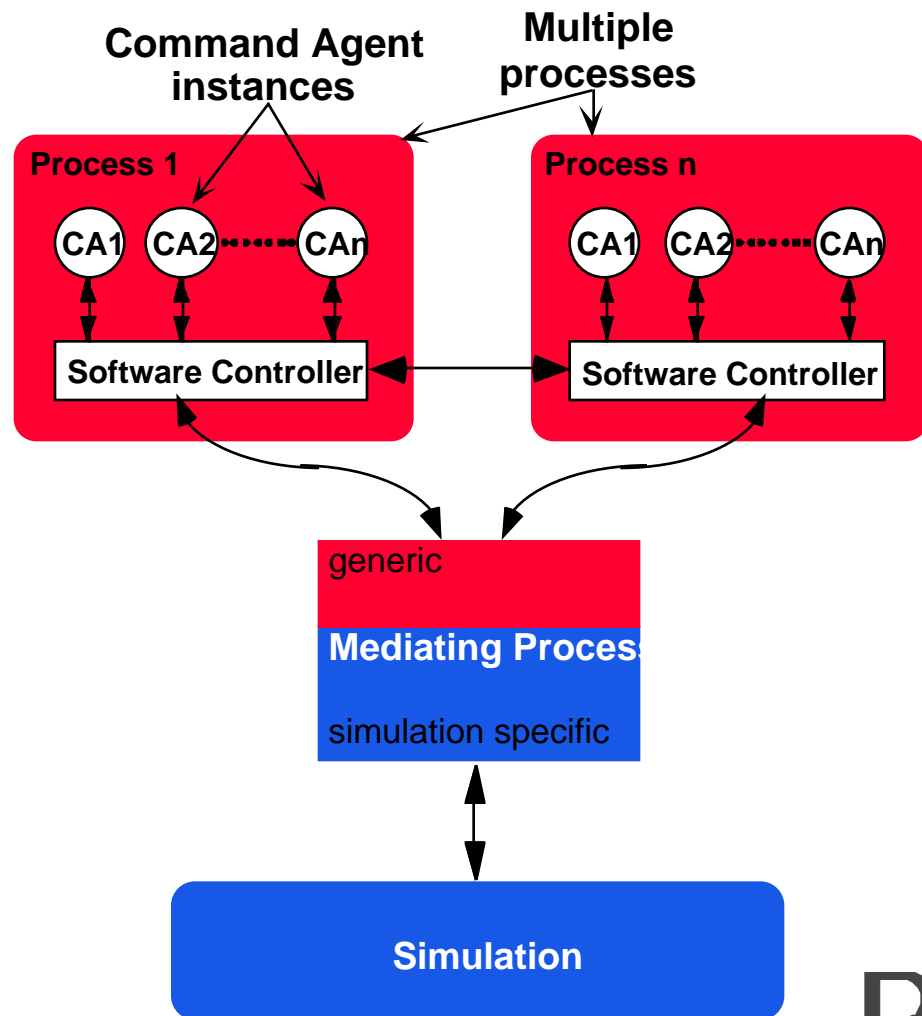 Command Agent
instances
Multiple
processes
Process 1
CA1 CA2 CAn
Software Controller
Process n
CA1 CA2 CAn
Software Controller
generic
Mediating Process
simulation specific
Simulation